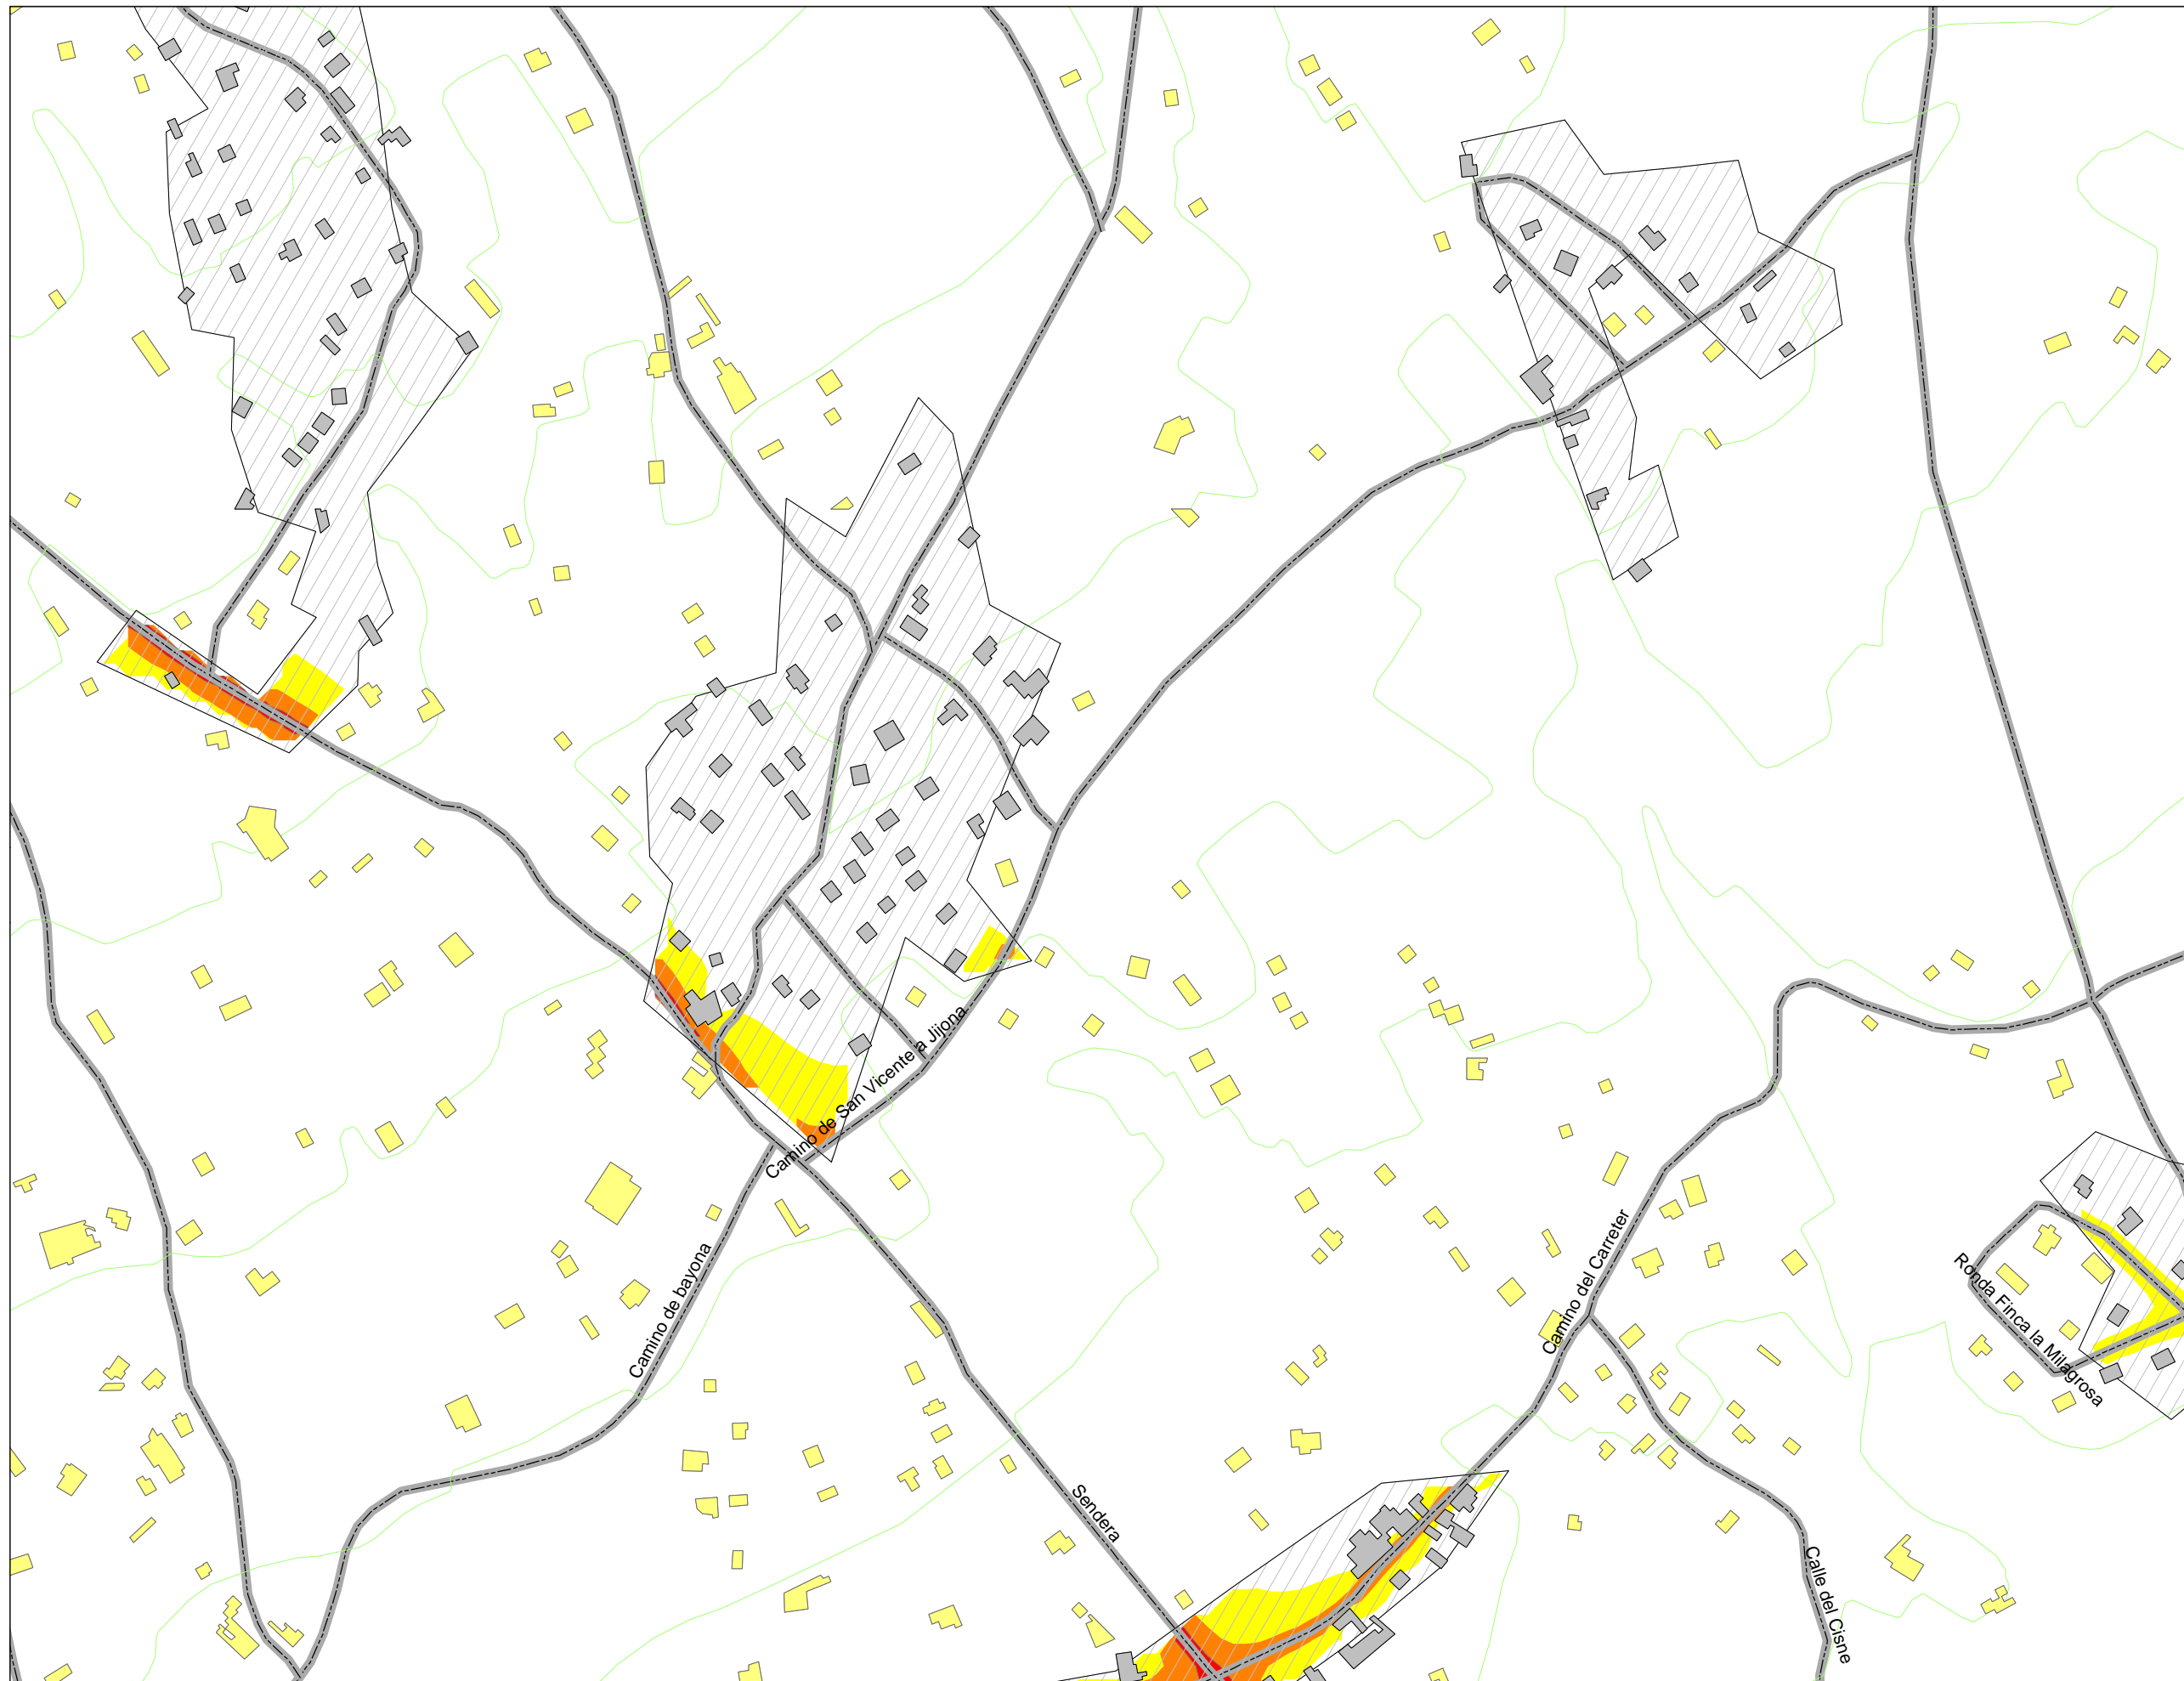 Camino de San Vicente a Jijona
Camino de bayona
Camino del Carreter
Ronda Finca la Milagrosa
Sendera
Calle del Cisne